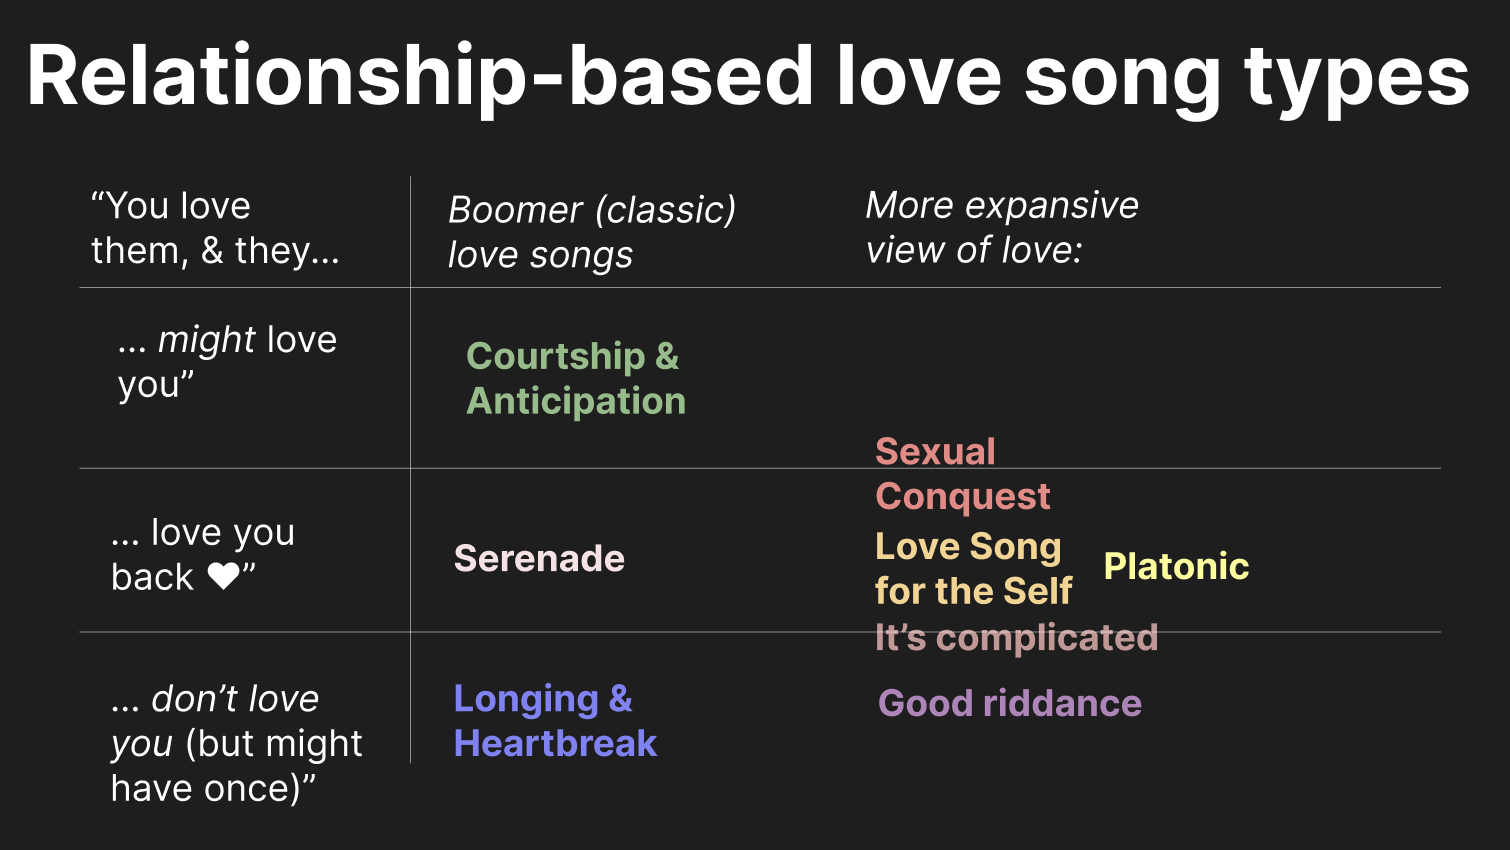 Relationship-based love song types
“You love
them, & they...
Boomer (classic)
love songs
More expansive
view of love:
... might love
you”
Courtship &
Anticipation
Sexual
Conquest
... love you
back ♥”
Serenade
Love Song
for the Self
Platonic
It’s complicated
... don’t love
you (but might
have once)”
Longing &
Heartbreak
Good riddance